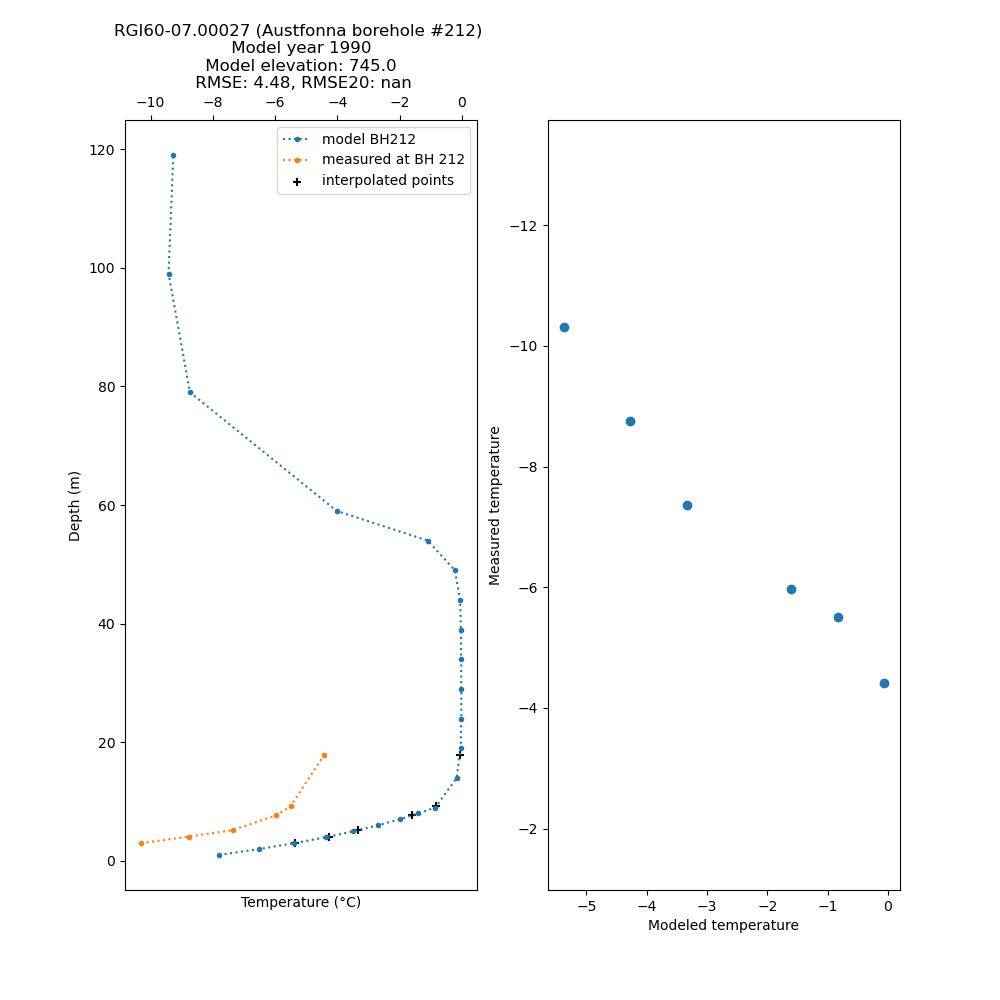 RGI60-07.00027 (Austfonna borehole #212)
Model year 1990
Model elevation: 745.0
RMSE: 4.48, RMSE20: nan
−10 −8 −6 −4 −2 0
model BH212
measured at BH 212
interpolated points
120
100
80
60
40
20
0
Depth (m)
Temperature (°C)
−12
−10
−8
−6
−4
−2
Measured temperature
−5 −4 −3 −2 −1 0
Modeled temperature